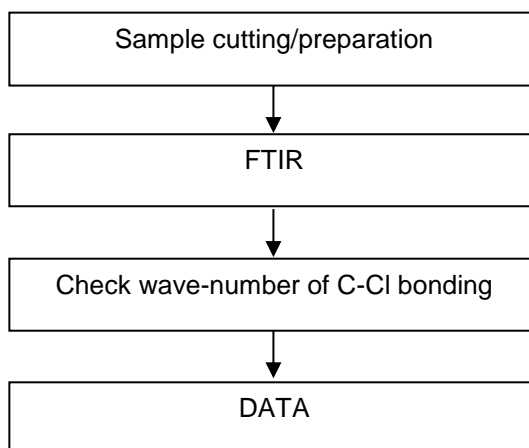 Sample cutting/preparation
FTIR
Check wave-number of C-Cl bonding
DATA